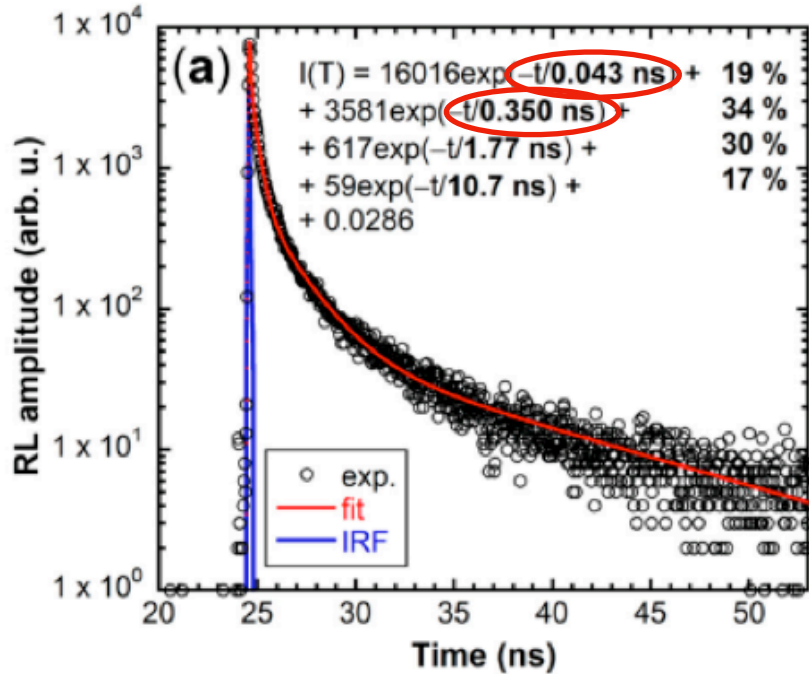 (a)
I(T) = 16016exp(−t/0.043 ns) + 19 %
+ 3581exp(−t/0.350 ns) + 34 %
+ 617exp(−t/1.77 ns) + 30 %
+ 59exp(−t/10.7 ns) + 17 %
+ 0.0286
RL amplitude (arb. u.)
1 x 10⁴
1 x 10³
1 x 10²
1 x 10¹
1 x 10⁰
exp.
fit
IRF
20 25 30 35 40 45 50
Time (ns)